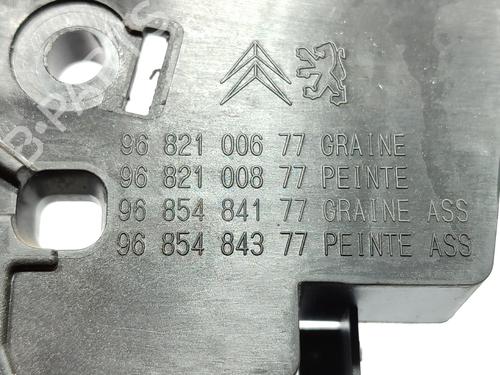 96 821 006 77 GRAINE
96 821 008 77 PEINTE
96 854 841 77 GRAINE ASS
96 854 843 77 PEINTE ASS
B-PARTS